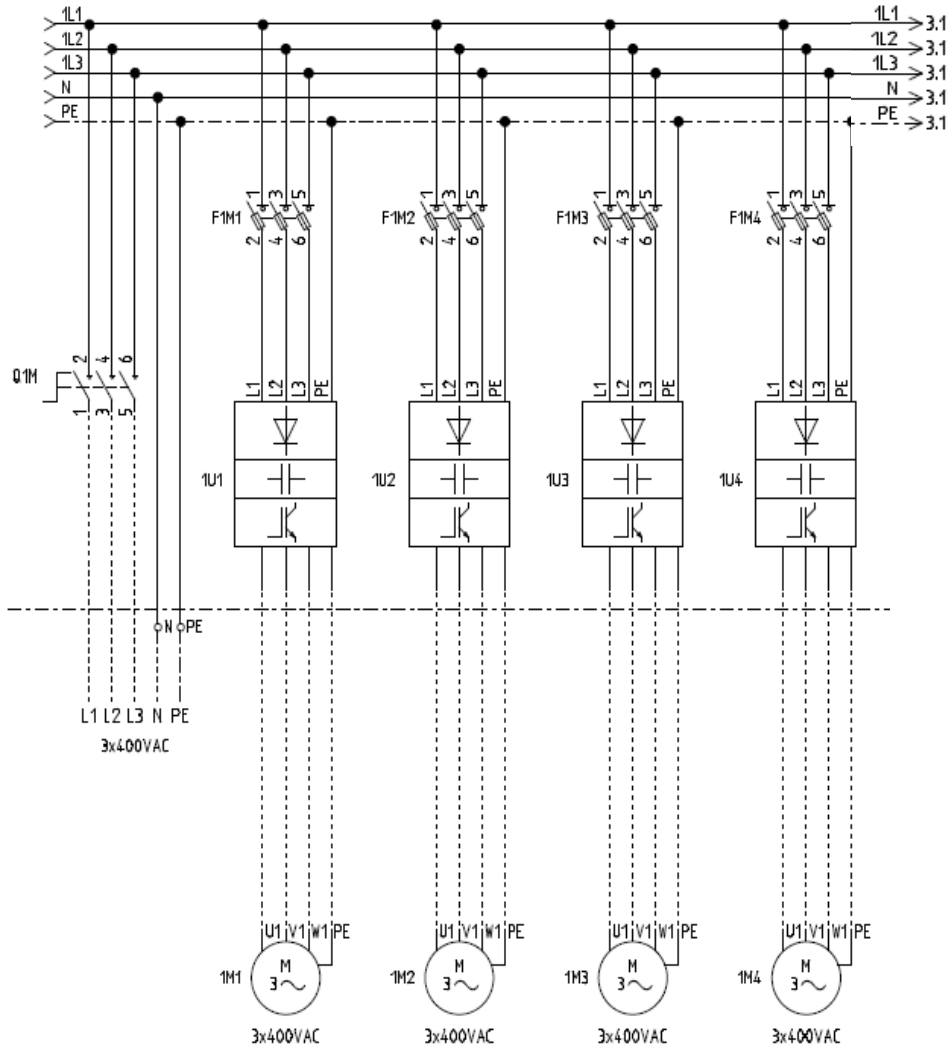 1L1 1L1 3.1
1L2 1L2 3.1
1L3 1L3 3.1
N N 3.1
PE PE 3.1
1 3 5 1 3 5 1 3 5 1 3 5
F1M1 F1M2 F1M3 F1M4
2 4 6 2 4 6 2 4 6 2 4 6
2 4 6
Q1M
1 3 5
L1 L2 L3 PE L1 L2 L3 PE L1 L2 L3 PE L1 L2 L3 PE
1U1 1U2 1U3 1U4
N PE
L1 L2 L3 N PE
3x400VAC
U1 V1 W1 PE U1 V1 W1 PE U1 V1 W1 PE U1 V1 W1 PE
M M M M
1M1 3 1M2 3 1M3 3 1M4 3
3x400VAC 3x400VAC 3x400VAC 3x400VAC